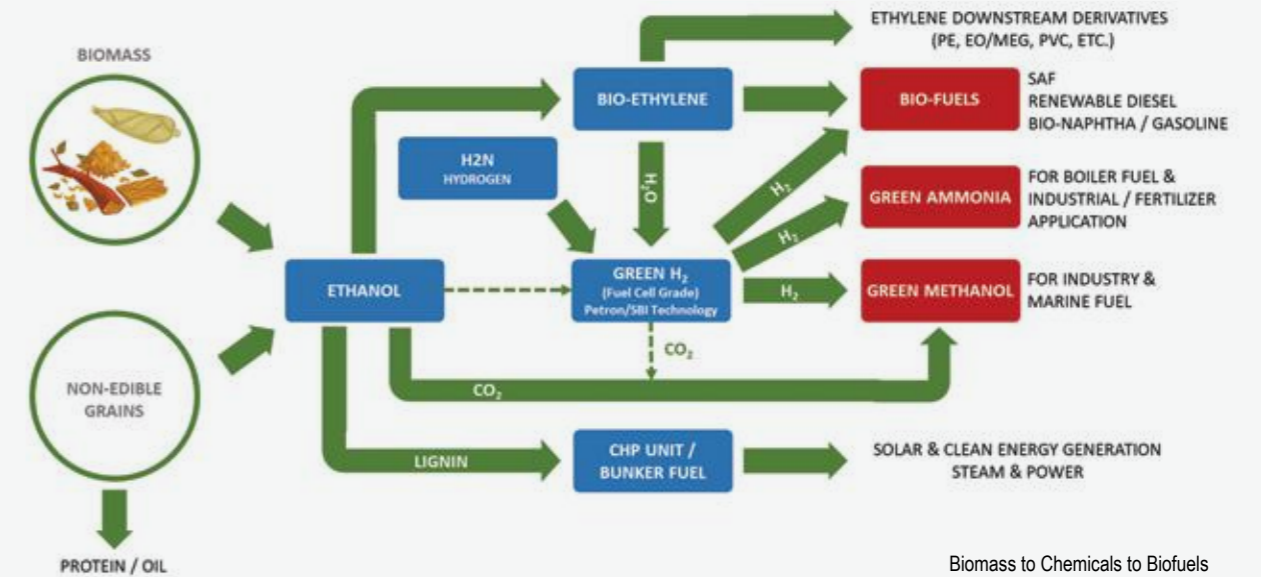 BIOMASS
NON-EDIBLE
GRAINS
PROTEIN / OIL
ETHANOL
H2N
HYDROGEN
BIO-ETHYLENE
H₂O
GREEN H₂
(Fuel Cell Grade)
Petron/SBI Technology
CO₂
CO₂
LIGNIN
CHP UNIT /
BUNKER FUEL
H₂
H₂
H₂
ETHYLENE DOWNSTREAM DERIVATIVES
(PE, EO/MEG, PVC, ETC.)
BIO-FUELS
SAF
RENEWABLE DIESEL
BIO-NAPHTHA / GASOLINE
GREEN AMMONIA
FOR BOILER FUEL &
INDUSTRIAL / FERTILIZER
APPLICATION
GREEN METHANOL
FOR INDUSTRY &
MARINE FUEL
SOLAR & CLEAN ENERGY GENERATION
STEAM & POWER
Biomass to Chemicals to Biofuels